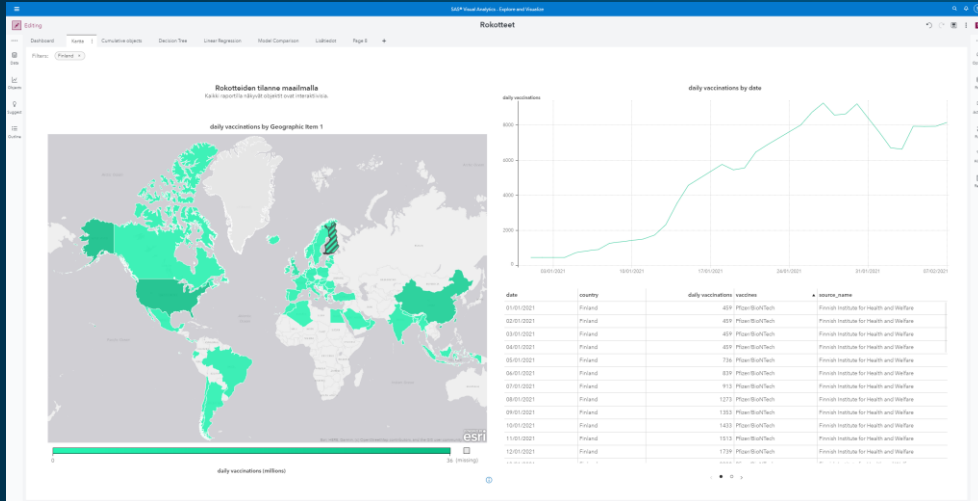 SAS® Visual Analytics - Explore and Visualize
Editing
Rokotteet
Dashboard
Kartta
Cumulative objects
Decision Tree
Linear Regression
Model Comparison
Lisätiedot
Page 8
Filters:
Finland
Data
Objects
Suggest
Outline
Rokotteiden tilanne maailmalla
Kaikki raportilla näkyvät objektit ovat interaktiivisia.
daily vaccinations by Geographic Item 1
esri
0
36
(missing)
daily vaccinations (millions)
daily vaccinations by date
daily vaccinations
8000
6000
4000
2000
0
03/01/2021
10/01/2021
17/01/2021
24/01/2021
31/01/2021
07/02/2021
date country daily vaccinations vaccines source_name
01/01/2021 Finland 459 Pfizer/BioNTech Finnish Institute for Health and Welfare
02/01/2021 Finland 459 Pfizer/BioNTech Finnish Institute for Health and Welfare
03/01/2021 Finland 459 Pfizer/BioNTech Finnish Institute for Health and Welfare
04/01/2021 Finland 459 Pfizer/BioNTech Finnish Institute for Health and Welfare
05/01/2021 Finland 736 Pfizer/BioNTech Finnish Institute for Health and Welfare
06/01/2021 Finland 839 Pfizer/BioNTech Finnish Institute for Health and Welfare
07/01/2021 Finland 913 Pfizer/BioNTech Finnish Institute for Health and Welfare
08/01/2021 Finland 1273 Pfizer/BioNTech Finnish Institute for Health and Welfare
09/01/2021 Finland 1353 Pfizer/BioNTech Finnish Institute for Health and Welfare
10/01/2021 Finland 1433 Pfizer/BioNTech Finnish Institute for Health and Welfare
11/01/2021 Finland 1513 Pfizer/BioNTech Finnish Institute for Health and Welfare
12/01/2021 Finland 1739 Pfizer/BioNTech Finnish Institute for Health and Welfare